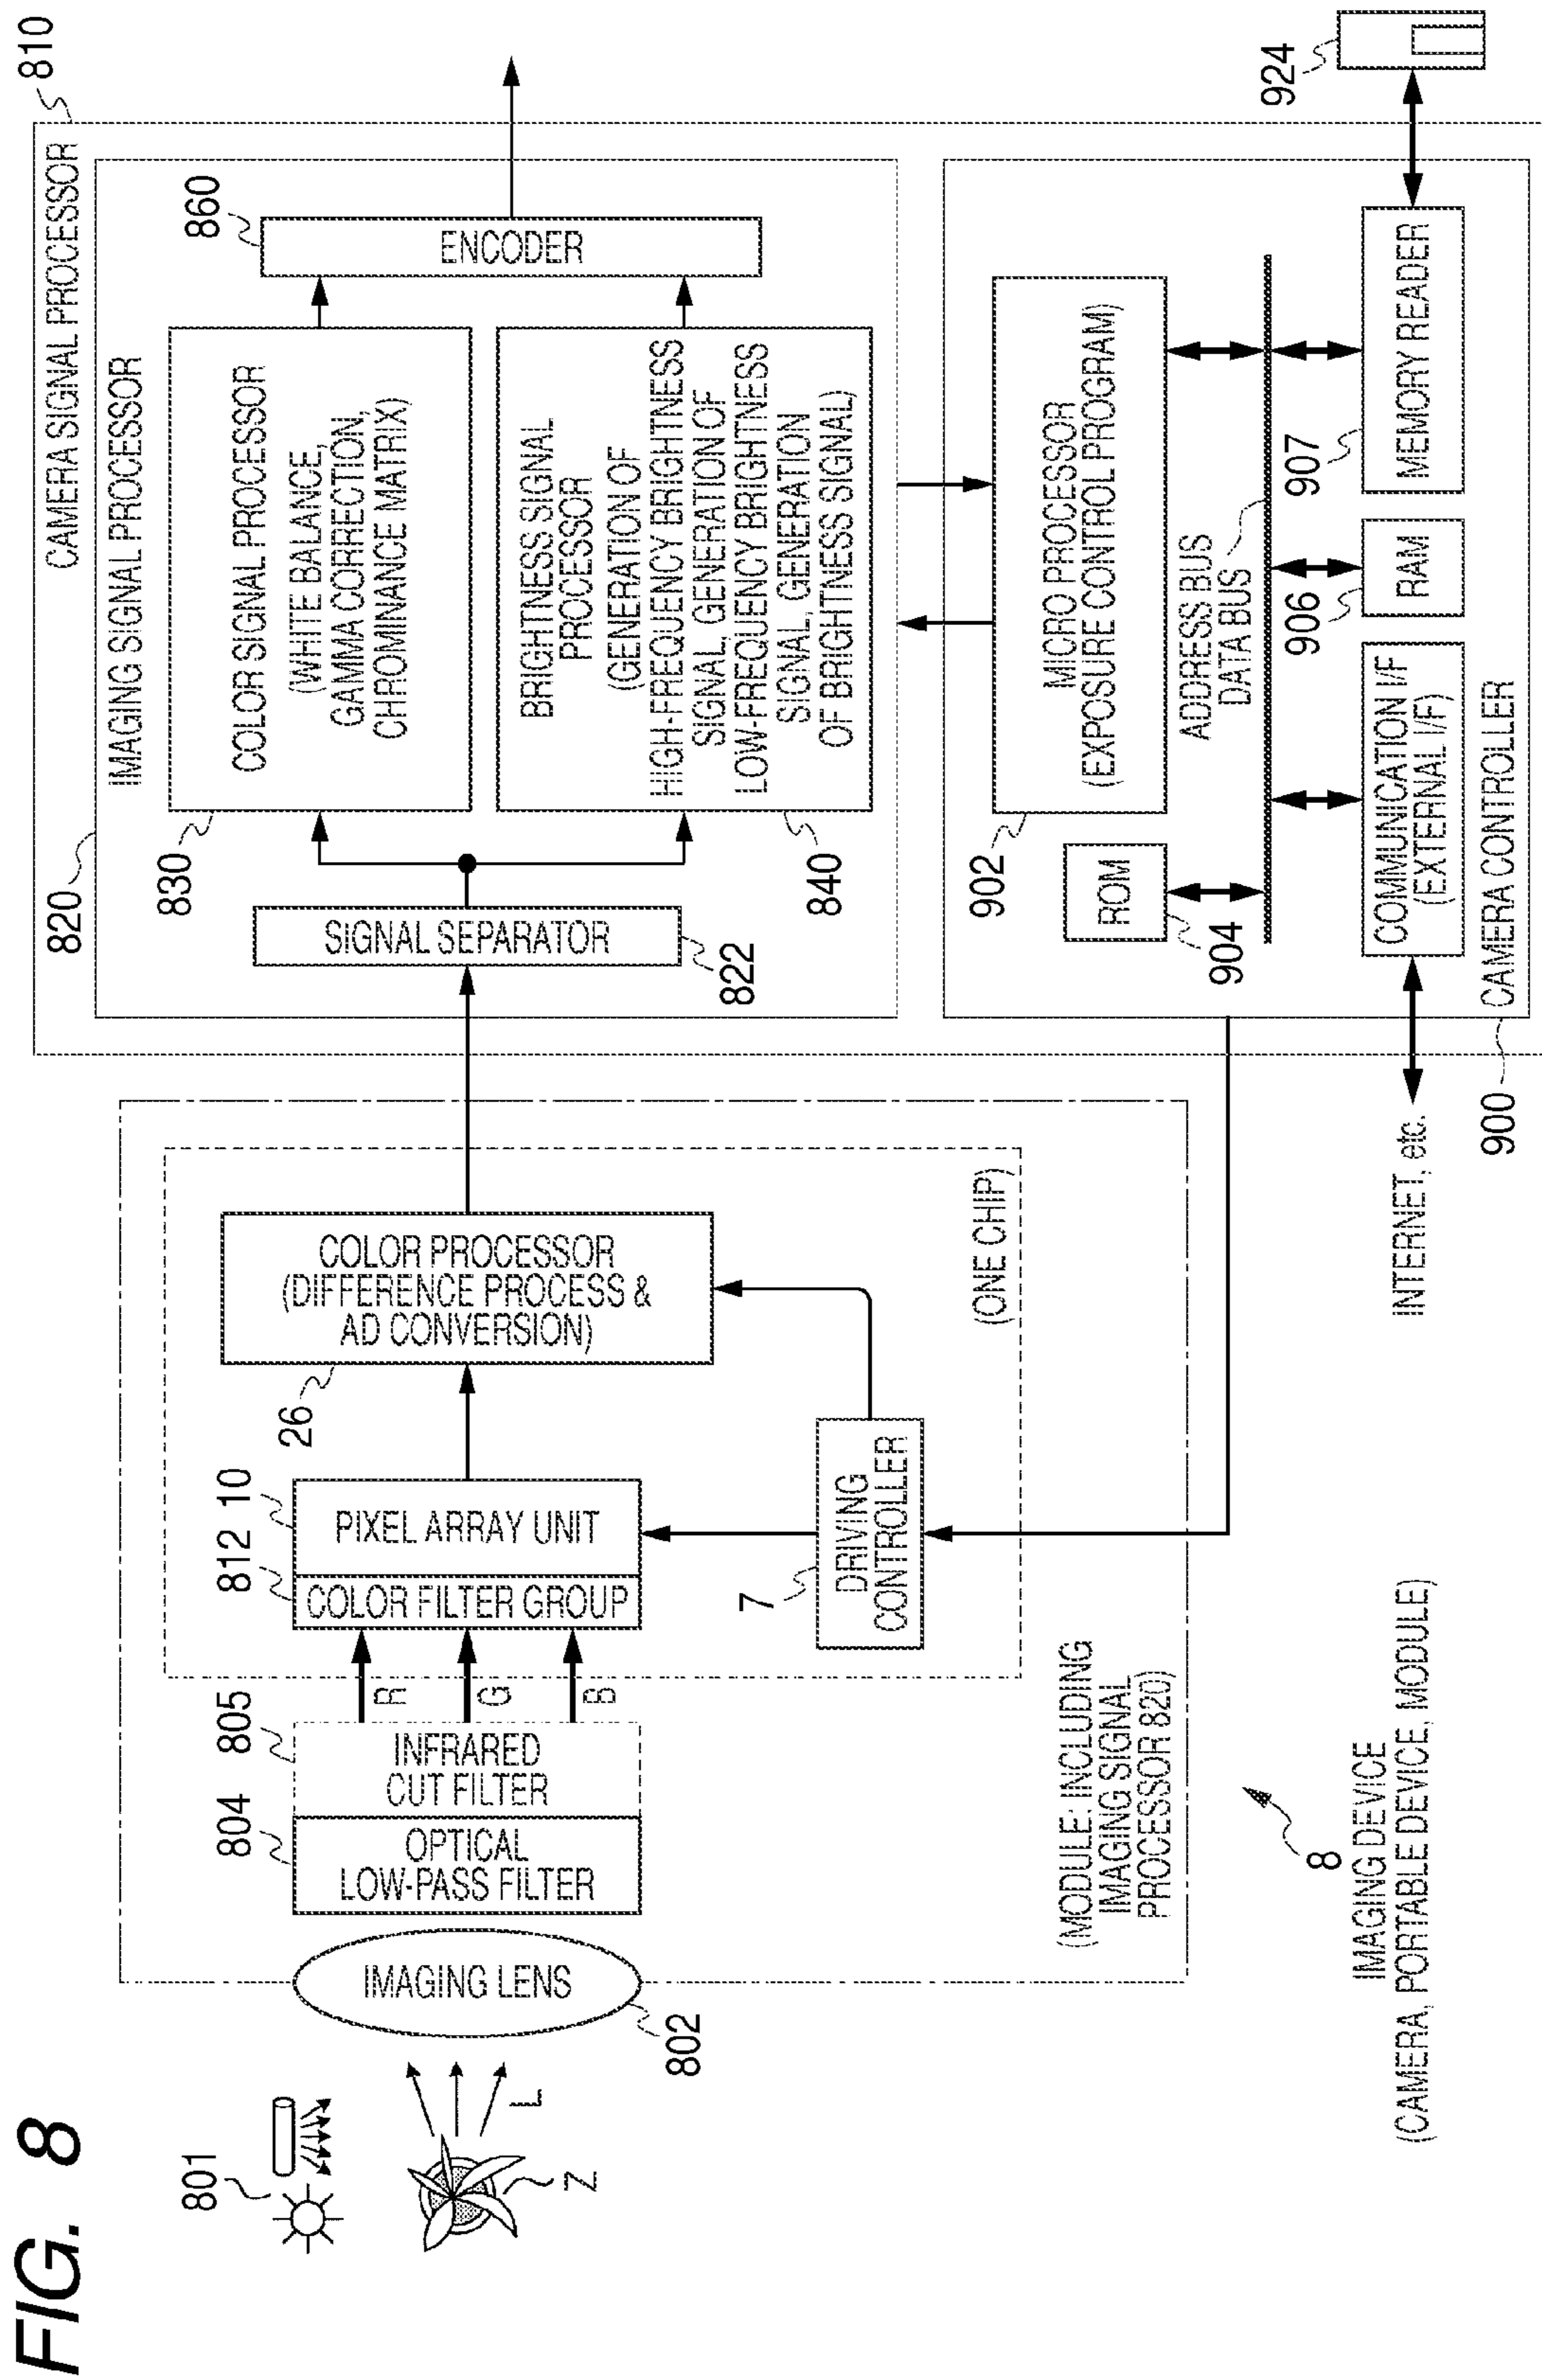 FIG. 8
801
Z
L
IMAGING LENS
802
804
OPTICAL
LOW-PASS FILTER
805
INFRARED
CUT FILTER
R
G
B
812
COLOR FILTER GROUP
10
PIXEL ARRAY UNIT
26
COLOR PROCESSOR
(DIFFERENCE PROCESS &
AD CONVERSION)
7
DRIVING
CONTROLLER
(ONE CHIP)
(MODULE: INCLUDING
IMAGING SIGNAL
PROCESSOR 820)
8
IMAGING DEVICE
(CAMERA, PORTABLE DEVICE, MODULE)
810
CAMERA SIGNAL PROCESSOR
820
IMAGING SIGNAL PROCESSOR
SIGNAL SEPARATOR
822
830
COLOR SIGNAL PROCESSOR
(WHITE BALANCE,
GAMMA CORRECTION,
CHROMINANCE MATRIX)
840
BRIGHTNESS SIGNAL
PROCESSOR
(GENERATION OF
HIGH-FREQUENCY BRIGHTNESS
SIGNAL, GENERATION OF
LOW-FREQUENCY BRIGHTNESS
SIGNAL, GENERATION
OF BRIGHTNESS SIGNAL)
860
ENCODER
902
MICRO PROCESSOR
(EXPOSURE CONTROL PROGRAM)
ROM
904
ADDRESS BUS
DATA BUS
COMMUNICATION I/F
(EXTERNAL I/F)
906
RAM
907
MEMORY READER
924
CAMERA CONTROLLER
900
INTERNET, etc.